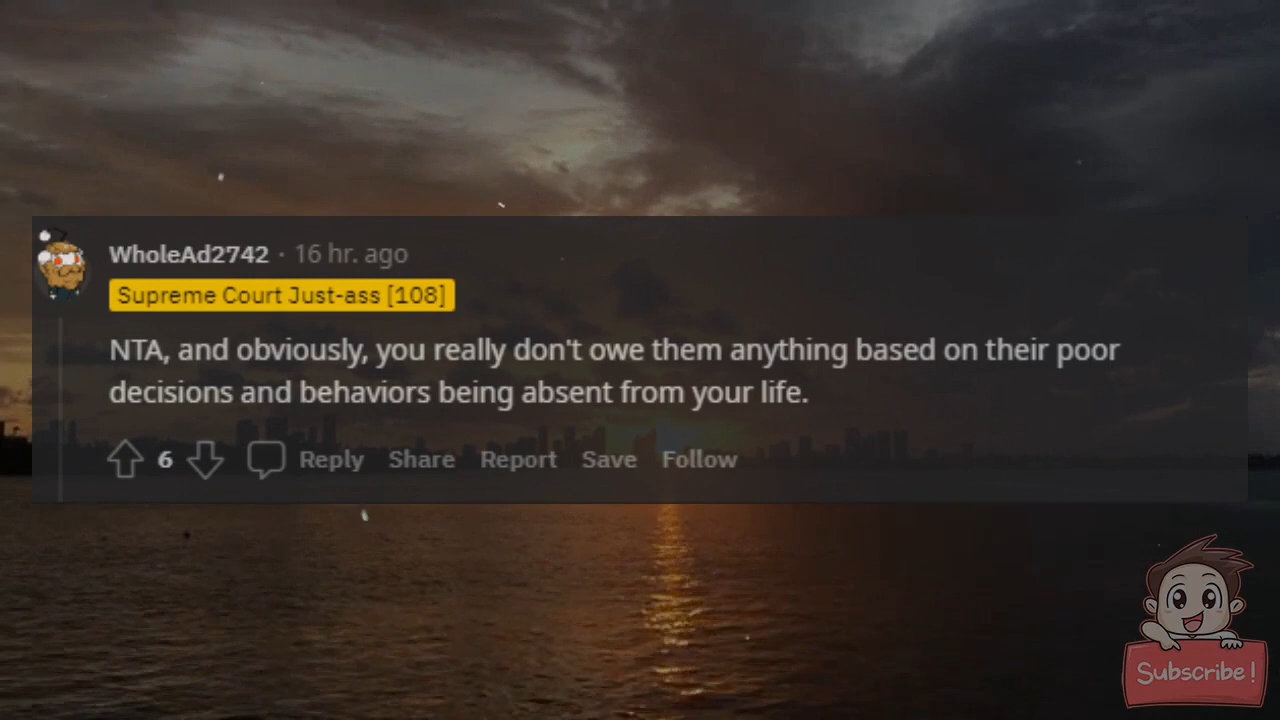 WholeAd2742 · 16 hr. ago
Supreme Court Just-ass [108]
NTA, and obviously, you really don't owe them anything based on their poor
decisions and behaviors being absent from your life.
6 Reply Share Report Save Follow
Subscribe!